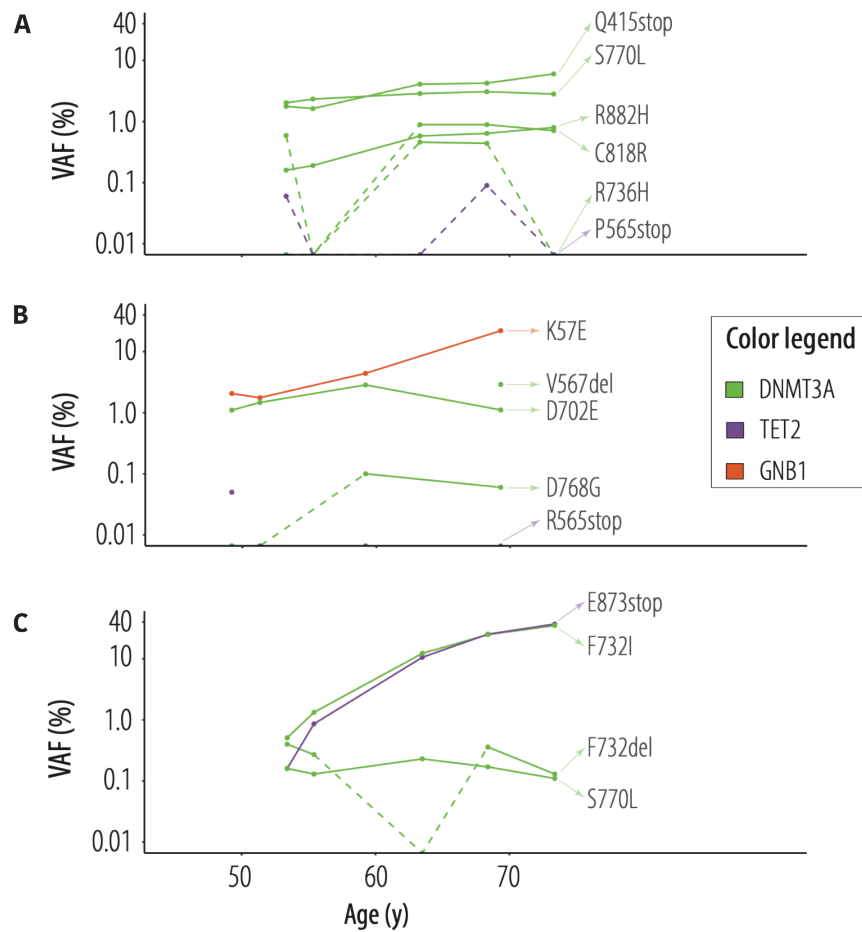 A
VAF (%)
40
10
1.0
0.1
0.01
Q415stop
S770L
R882H
C818R
R736H
P565stop
B
VAF (%)
40
10
1.0
0.1
0.01
K57E
V567del
D702E
D768G
R565stop
Color legend
DNMT3A
TET2
GNB1
C
VAF (%)
40
10
1.0
0.1
0.01
E873stop
F732I
F732del
S770L
50 60 70
Age (y)